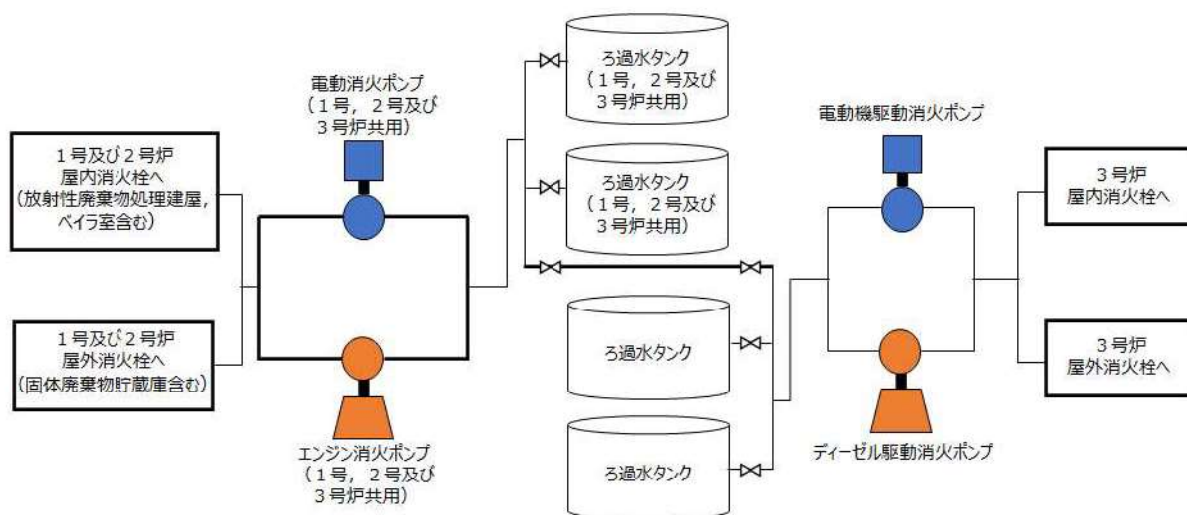 電動消火ポンプ
（１号，２号及び
３号炉共用）
１号及び２号炉
屋内消火栓へ
（放射性廃棄物処理建屋，
ベイラ室含む）
１号及び２号炉
屋外消火栓へ
（固体廃棄物貯蔵庫含む）
エンジン消火ポンプ
（１号，２号及び
３号炉共用）
ろ過水タンク
（１号，２号及び
３号炉共用）
ろ過水タンク
（１号，２号及び
３号炉共用）
ろ過水タンク
ろ過水タンク
電動機駆動消火ポンプ
ディーゼル駆動消火ポンプ
３号炉
屋内消火栓へ
３号炉
屋外消火栓へ